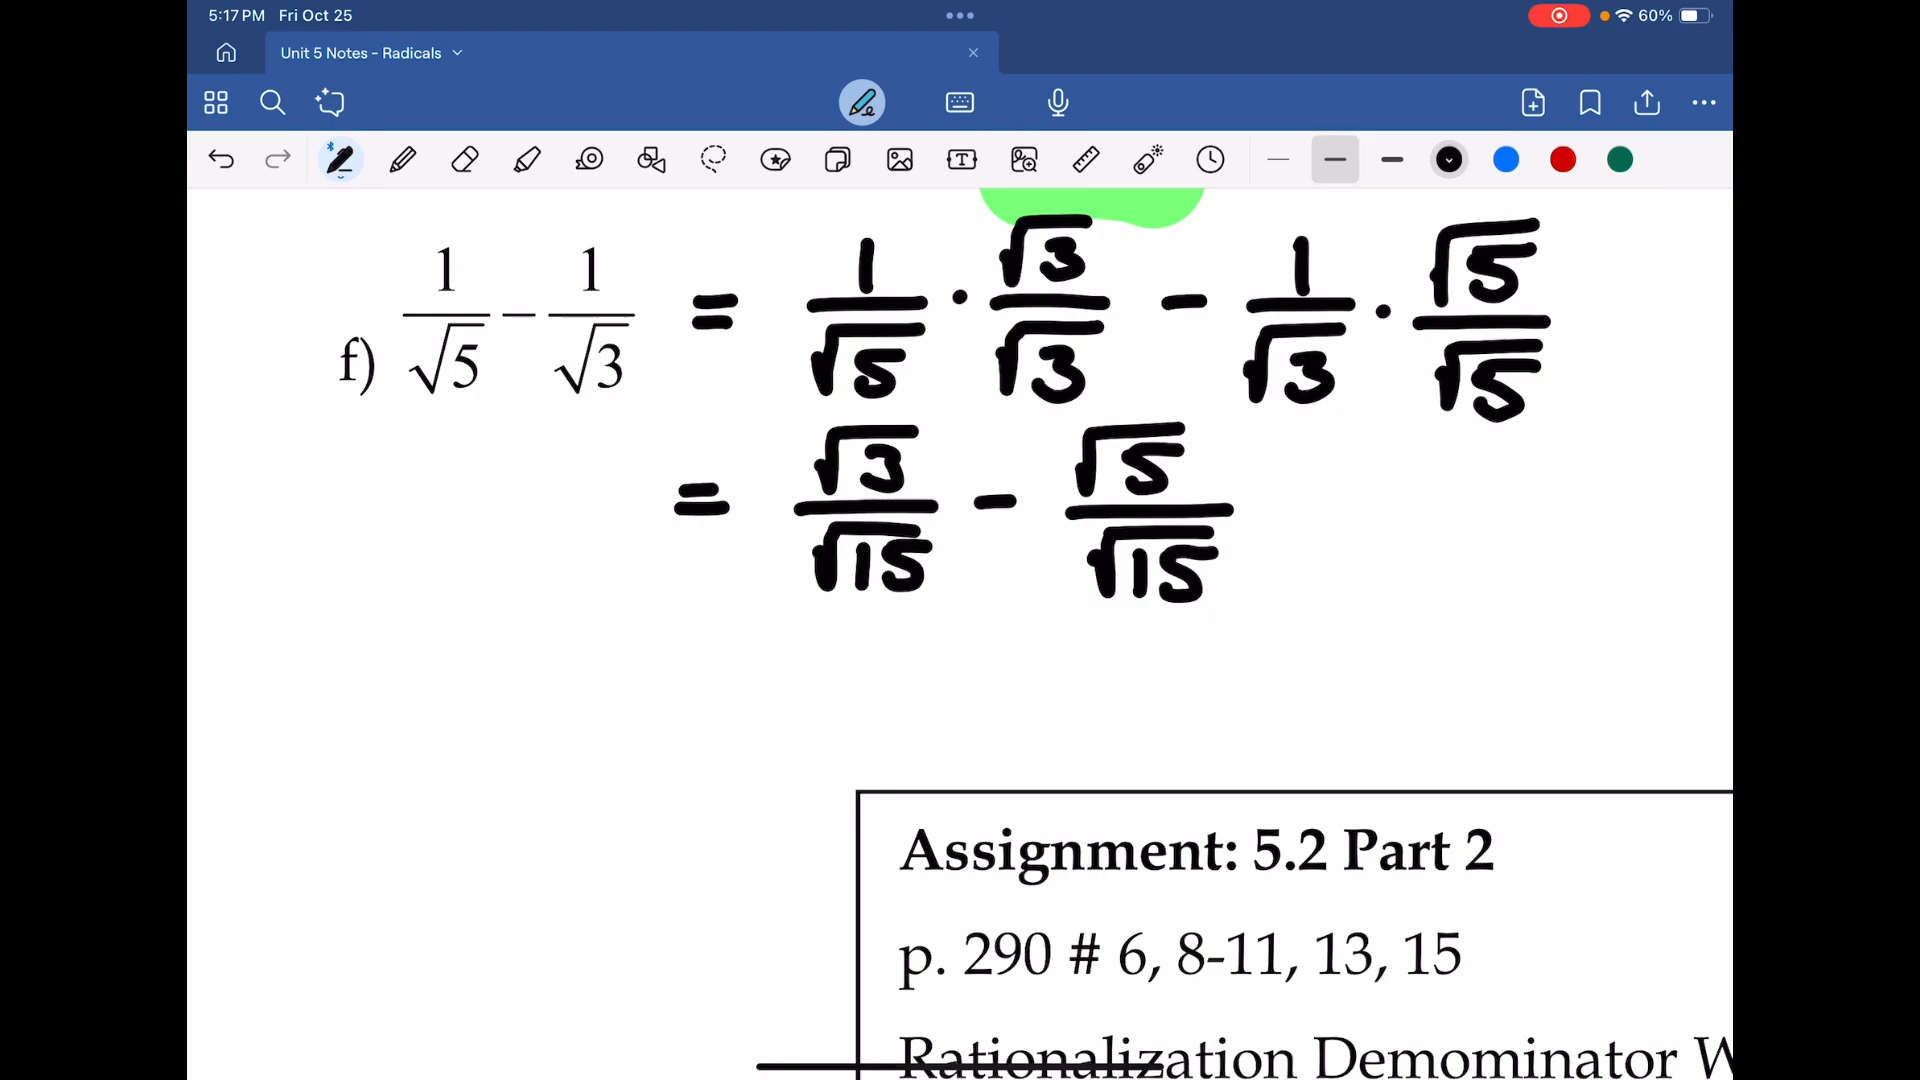 5:17 PM Fri Oct 25 60%
Unit 5 Notes - Radicals
f) 1/√5 − 1/√3 = 1/√5 · √3/√3 − 1/√3 · √5/√5
= √3/√15 − √5/√15
Assignment: 5.2 Part 2
p. 290 # 6, 8-11, 13, 15
Rationalization Demominator W